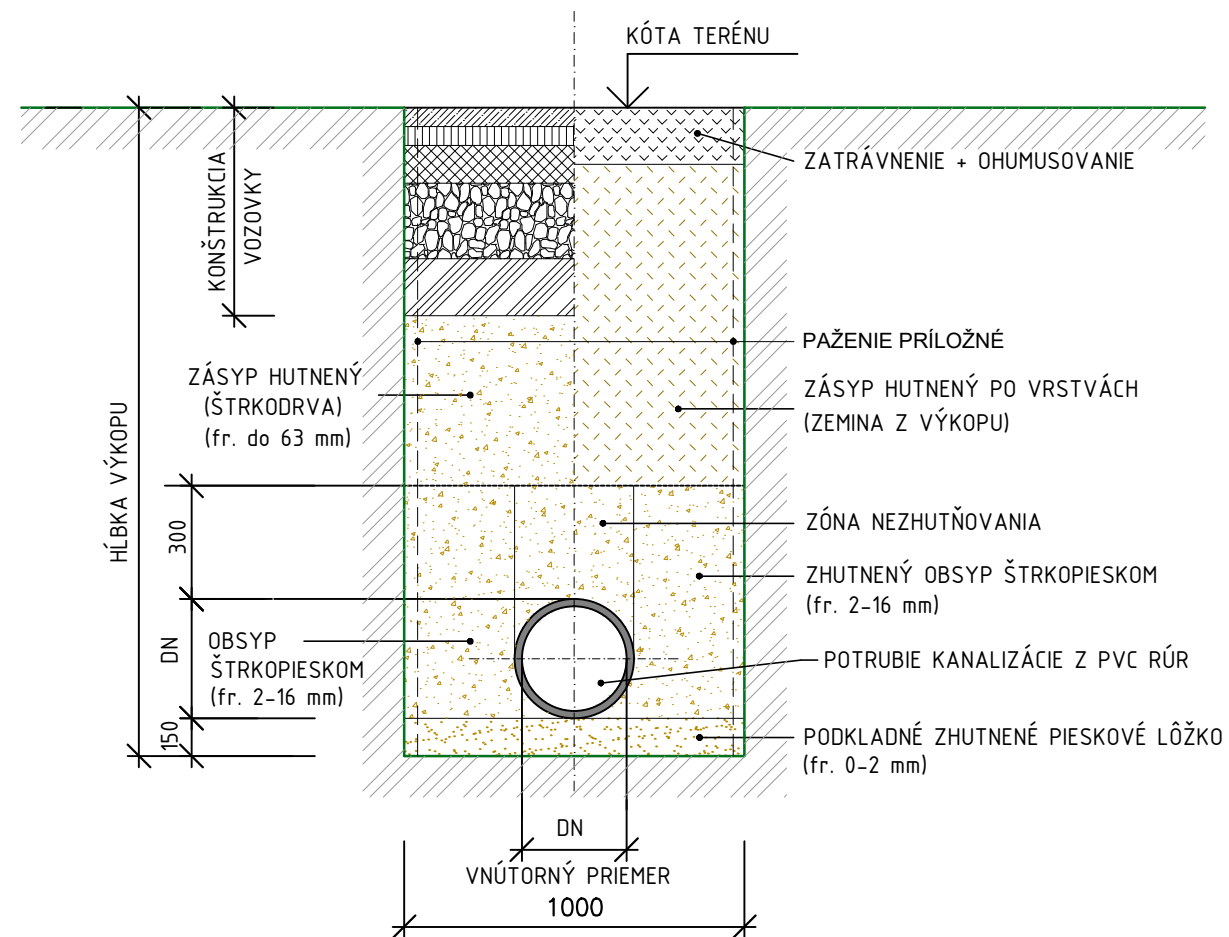 KÓTA TERÉNU
KONŠTRUKCIA
VOZOVKY
ZATRÁVNENIE + OHUMUSOVANIE
PAŽENIE PRÍLOŽNÉ
ZÁSYP HUTNENÝ
(ŠTRKODRVA)
(fr. do 63 mm)
ZÁSYP HUTNENÝ PO VRSTVÁCH
(ZEMINA Z VÝKOPU)
HĹBKA VÝKOPU
300
ZÓNA NEZHUTŇOVANIA
ZHUTNENÝ OBSYP ŠTRKOPIESKOM
(fr. 2-16 mm)
DN
OBSYP
ŠTRKOPIESKOM
(fr. 2-16 mm)
POTRUBIE KANALIZÁCIE Z PVC RÚR
150
PODKLADNÉ ZHUTNENÉ PIESKOVÉ LÔŽKO
(fr. 0-2 mm)
DN
VNÚTORNÝ PRIEMER
1000